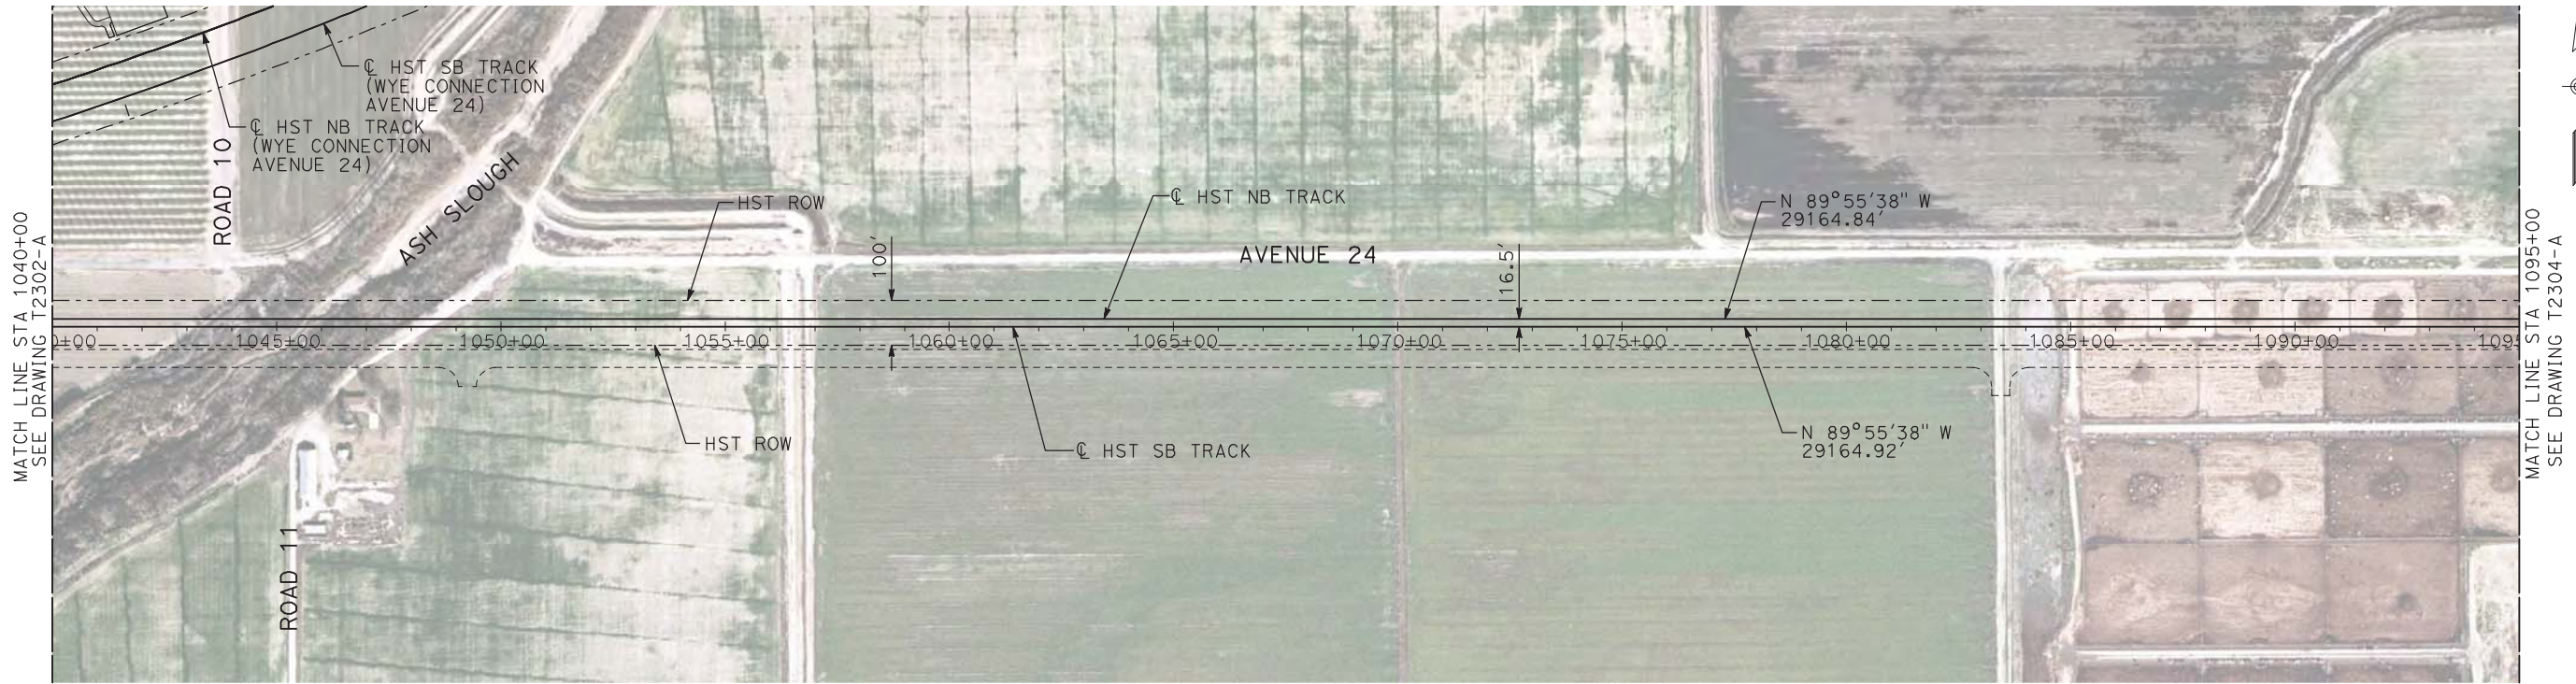 MATCH LINE STA 1040+00
SEE DRAWING T2302-A
℄ HST SB TRACK
(WYE CONNECTION
AVENUE 24)
℄ HST NB TRACK
(WYE CONNECTION
AVENUE 24)
ROAD 10
ASH SLOUGH
HST ROW
100'
℄ HST NB TRACK
AVENUE 24
16.5'
N 89°55'38" W
29164.84'
0+00
1045+00
1050+00
1055+00
1060+00
1065+00
1070+00
1075+00
1080+00
1085+00
1090+00
1095
HST ROW
℄ HST SB TRACK
N 89°55'38" W
29164.92'
ROAD 11
MATCH LINE STA 1095+00
SEE DRAWING T2304-A